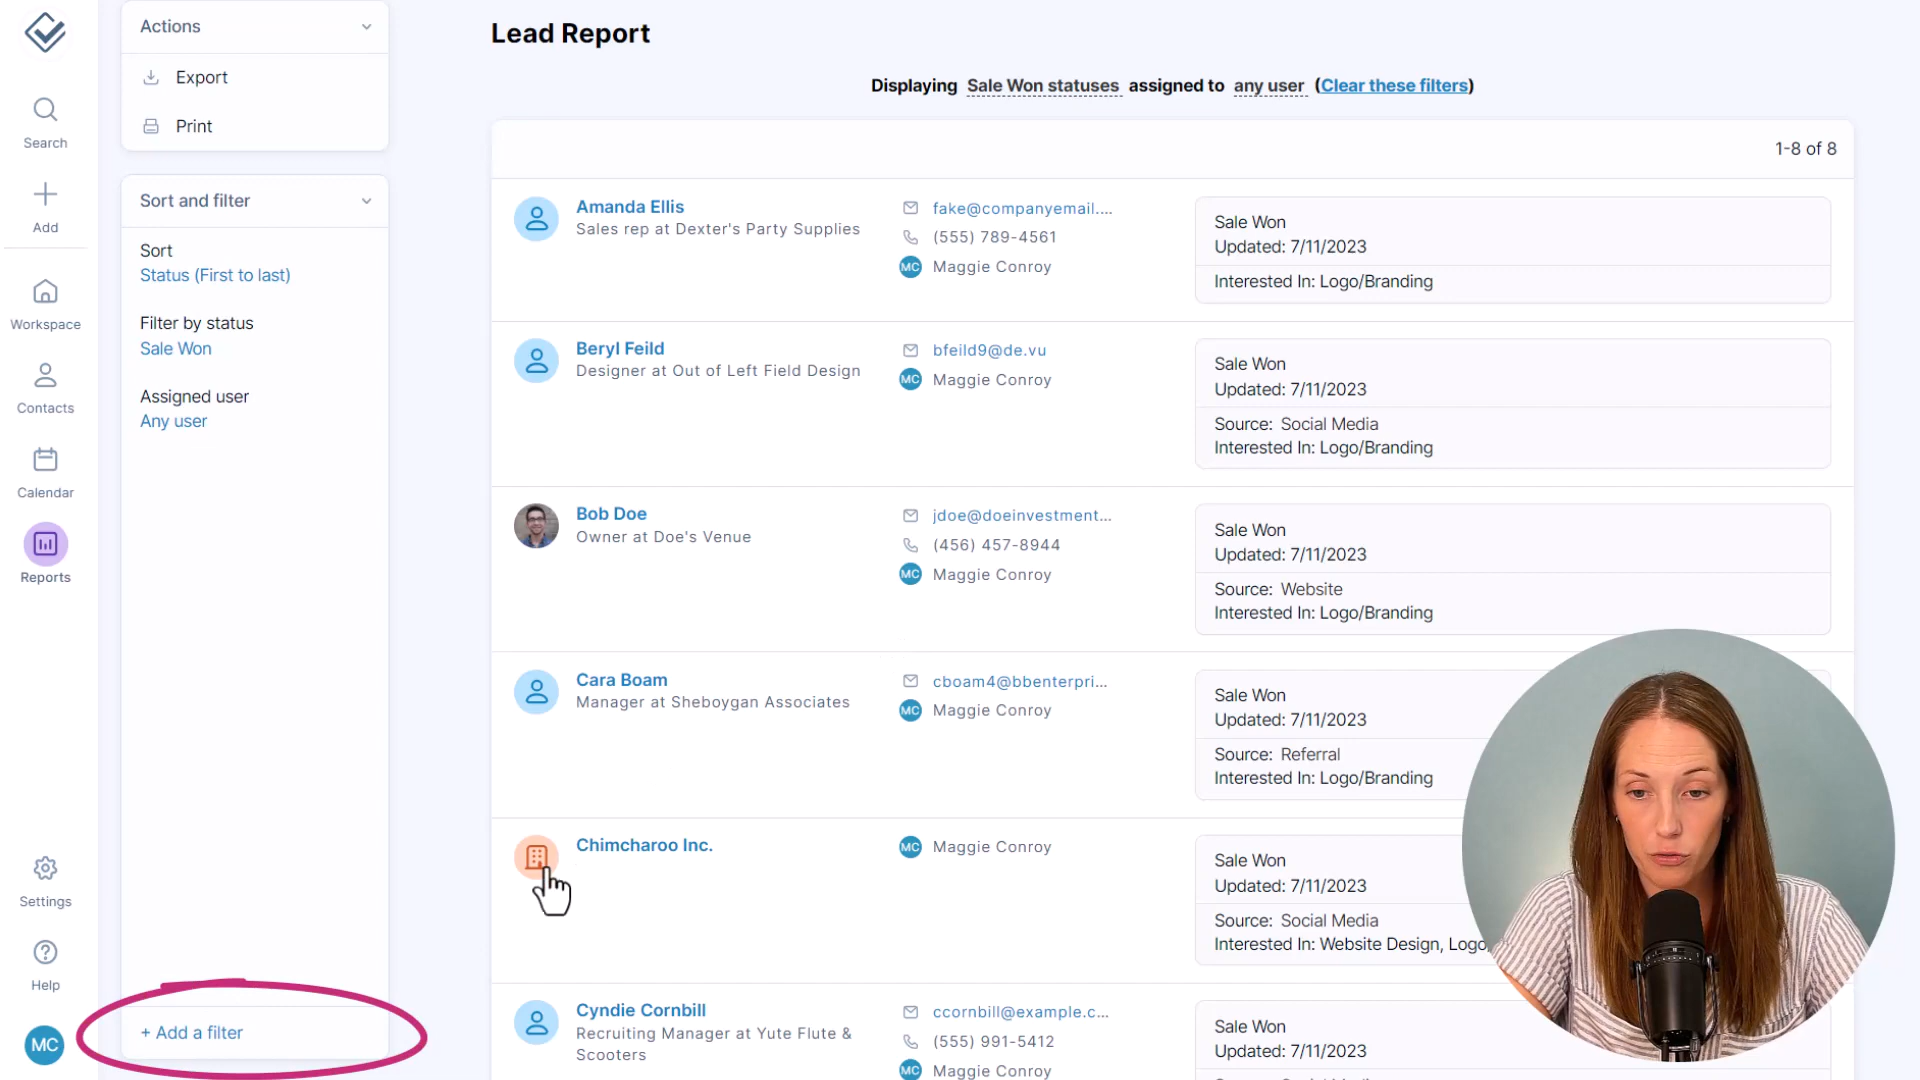 Search
Add
Workspace
Contacts
Calendar
Reports
Settings
Help
MC
Actions
Export
Print
Sort and filter
Sort
Status (First to last)
Filter by status
Sale Won
Assigned user
Any user
+ Add a filter
Lead Report
Displaying Sale Won statuses assigned to any user (Clear these filters)
1-8 of 8
Amanda Ellis
Sales rep at Dexter's Party Supplies
fake@companyemail....
(555) 789-4561
MC Maggie Conroy
Sale Won
Updated: 7/11/2023
Interested In: Logo/Branding
Beryl Feild
Designer at Out of Left Field Design
bfeild9@de.vu
MC Maggie Conroy
Sale Won
Updated: 7/11/2023
Source: Social Media
Interested In: Logo/Branding
Bob Doe
Owner at Doe's Venue
jdoe@doeinvestment...
(456) 457-8944
MC Maggie Conroy
Sale Won
Updated: 7/11/2023
Source: Website
Interested In: Logo/Branding
Cara Boam
Manager at Sheboygan Associates
cboam4@bbenterpri...
MC Maggie Conroy
Sale Won
Updated: 7/11/2023
Source: Referral
Interested In: Logo/Branding
Chimcharoo Inc.
MC Maggie Conroy
Sale Won
Updated: 7/11/2023
Source: Social Media
Interested In: Website Design, Logo
Cyndie Cornbill
Recruiting Manager at Yute Flute &
Scooters
ccornbill@example.c...
(555) 991-5412
MC Maggie Conroy
Sale Won
Updated: 7/11/2023